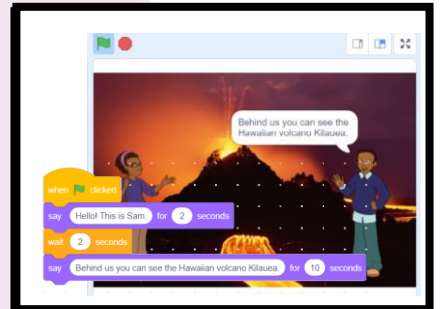 Behind us you can see the
Hawaiian volcano Kilauea.
when clicked
say Hello! This is Sam. for 2 seconds
wait 2 seconds
say Behind us you can see the Hawaiian volcano Kilauea. for 10 seconds